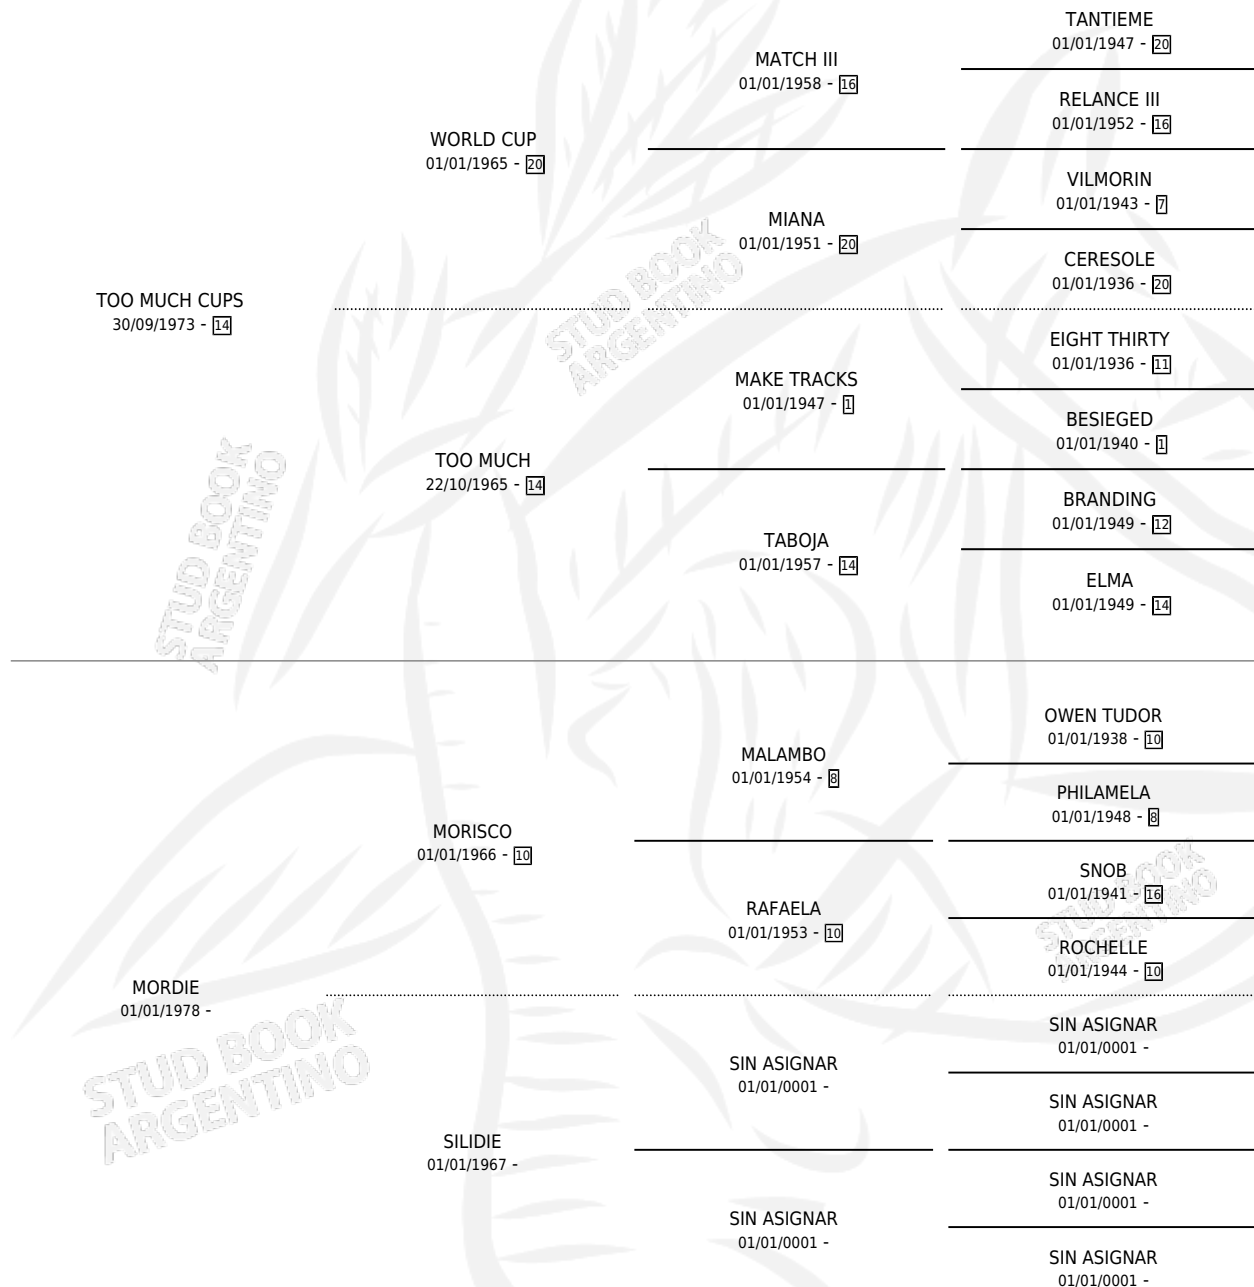 TANTIEME
01/01/1947 - 20
MATCH III
01/01/1958 - 16
RELANCE III
01/01/1952 - 16
WORLD CUP
01/01/1965 - 20
VILMORIN
01/01/1943 - 7
MIANA
01/01/1951 - 20
CERESOLE
01/01/1936 - 20
TOO MUCH CUPS
30/09/1973 - 14
EIGHT THIRTY
01/01/1936 - 11
MAKE TRACKS
01/01/1947 - 1
BESIEGED
01/01/1940 - 1
TOO MUCH
22/10/1965 - 14
BRANDING
01/01/1949 - 12
TABOJA
01/01/1957 - 14
ELMA
01/01/1949 - 14
OWEN TUDOR
01/01/1938 - 10
MALAMBO
01/01/1954 - 8
PHILAMELA
01/01/1948 - 8
MORISCO
01/01/1966 - 10
SNOB
01/01/1941 - 16
RAFAELA
01/01/1953 - 10
ROCHELLE
01/01/1944 - 10
MORDIE
01/01/1978 -
SIN ASIGNAR
01/01/0001 -
SIN ASIGNAR
01/01/0001 -
SIN ASIGNAR
01/01/0001 -
SILIDIE
01/01/1967 -
SIN ASIGNAR
01/01/0001 -
SIN ASIGNAR
01/01/0001 -
SIN ASIGNAR
01/01/0001 -
STUD BOOK
ARGENTINO
STUD BOOK
ARGENTINO
STUD BOOK
ARGENTINO
STUD BOOK
ARGENTINO